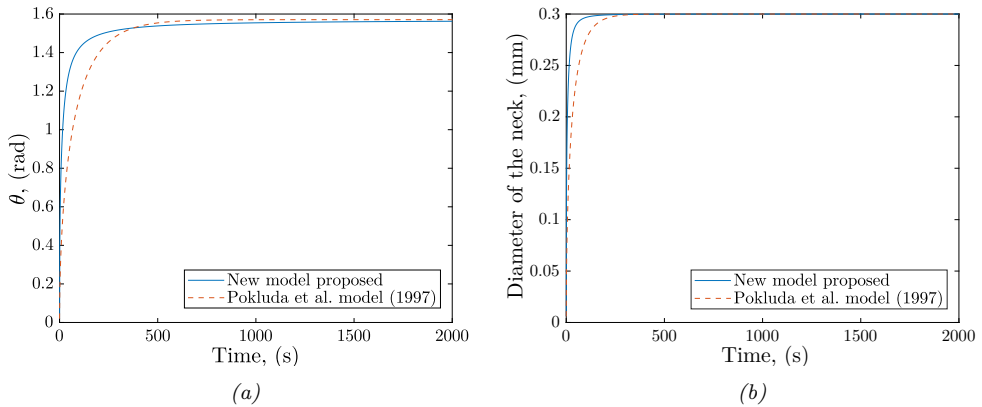 1.6
1.4
1.2
1
0.8
0.6
0.4
0.2
0
θ, (rad)
New model proposed
Pokluda et al. model (1997)
0 500 1000 1500 2000
Time, (s)
(a)
0.3
0.25
0.2
0.15
0.1
0.05
0
Diameter of the neck, (mm)
New model proposed
Pokluda et al. model (1997)
0 500 1000 1500 2000
Time, (s)
(b)